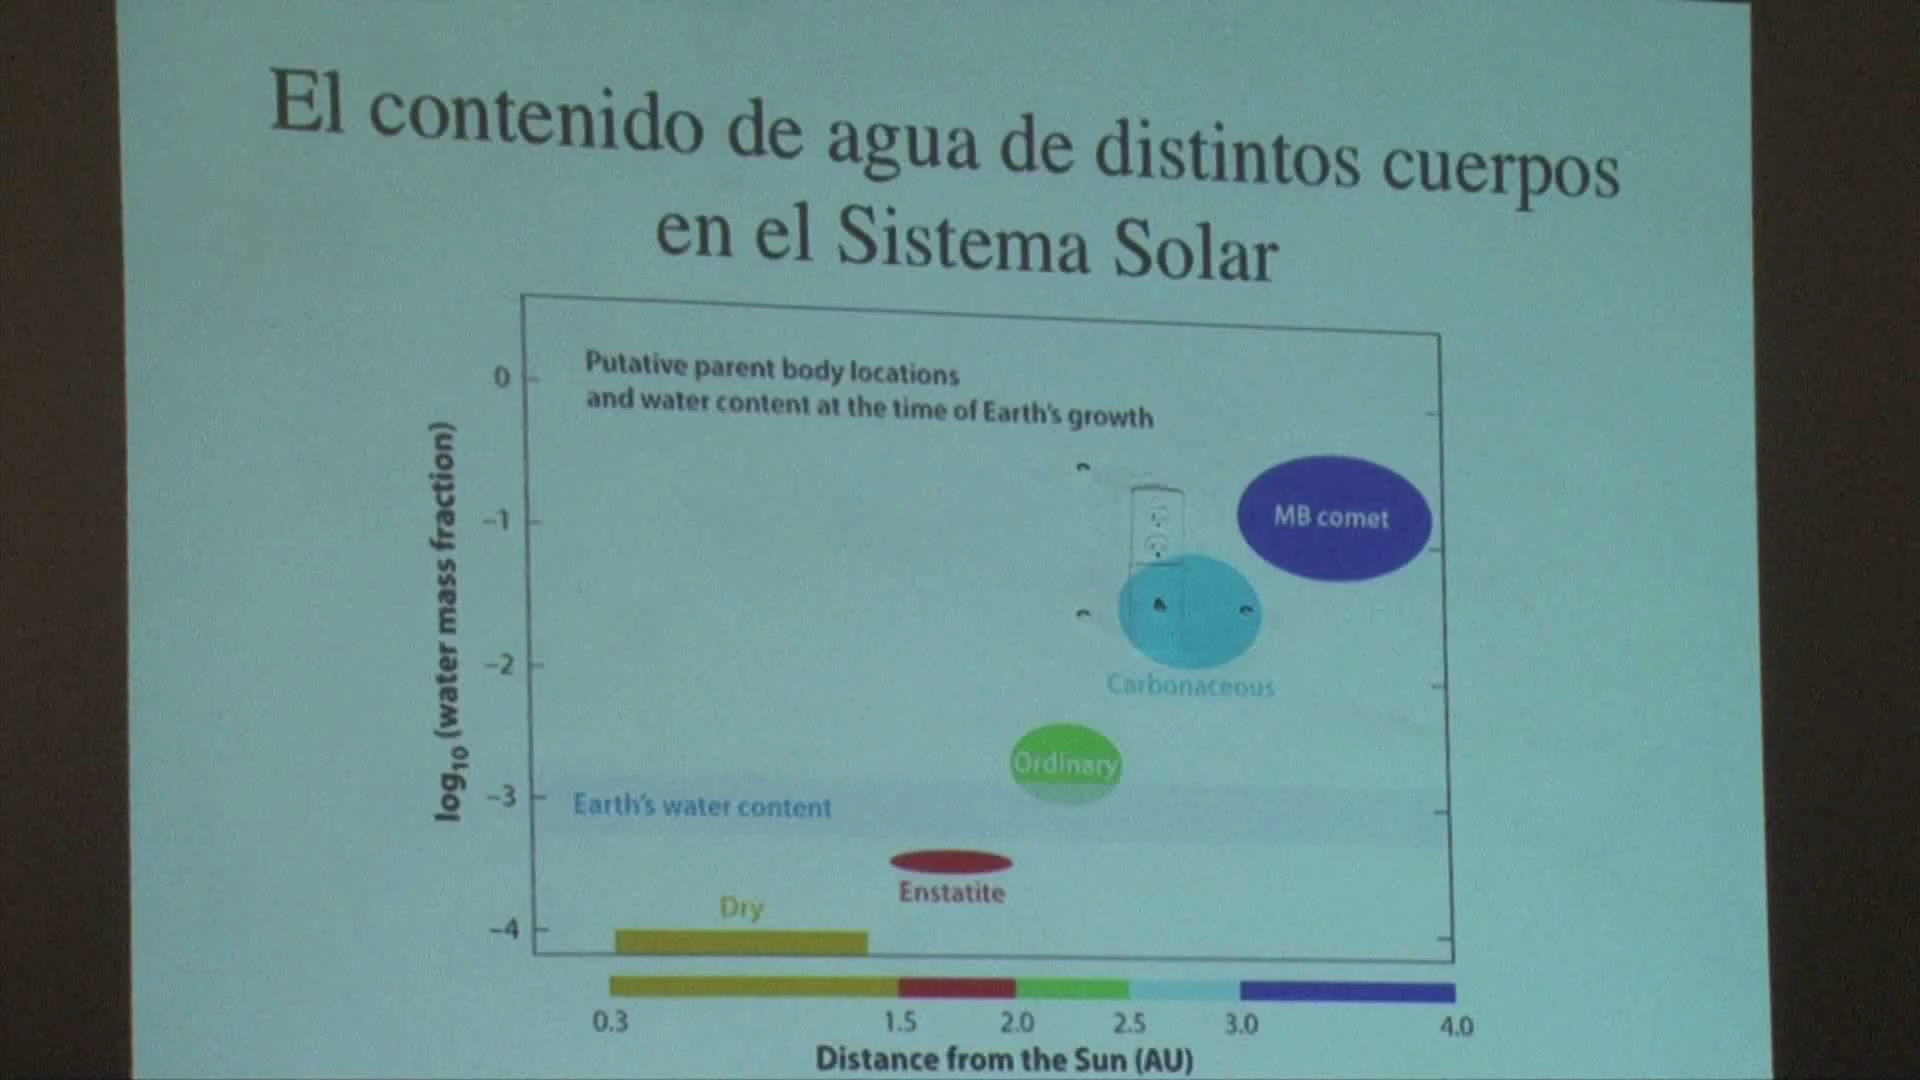 El contenido de agua de distintos cuerpos
en el Sistema Solar
Putative parent body locations
and water content at the time of Earth's growth
log10 (water mass fraction)
0
−1
−2
−3
−4
MB comet
Carbonaceous
Ordinary
Earth's water content
Enstatite
Dry
0.3 1.5 2.0 2.5 3.0 4.0
Distance from the Sun (AU)